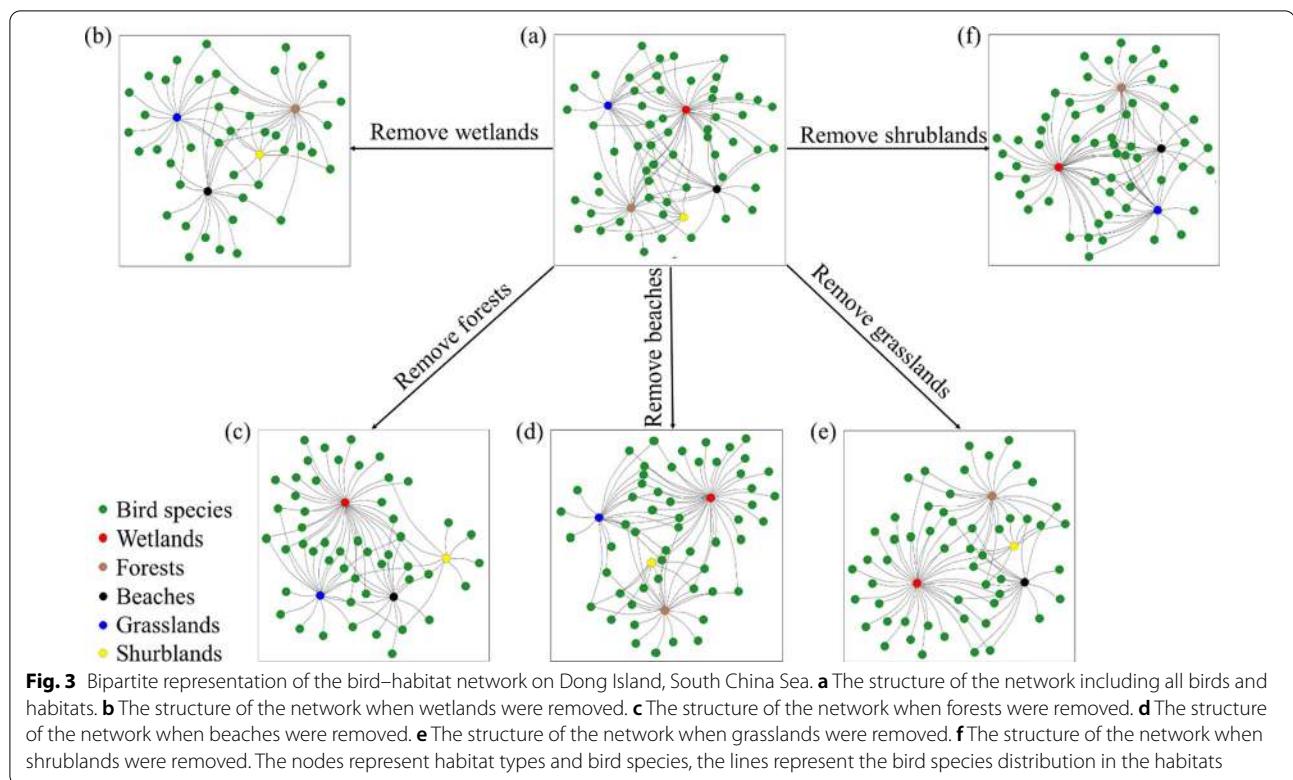 (b)
(a)
(f)
Remove wetlands
Remove shrublands
Remove forests
Remove beaches
Remove grasslands
(c)
(d)
(e)
Bird species
Wetlands
Forests
Beaches
Grasslands
Shurblands
Fig. 3 Bipartite representation of the bird–habitat network on Dong Island, South China Sea. a The structure of the network including all birds and
habitats. b The structure of the network when wetlands were removed. c The structure of the network when forests were removed. d The structure
of the network when beaches were removed. e The structure of the network when grasslands were removed. f The structure of the network when
shrublands were removed. The nodes represent habitat types and bird species, the lines represent the bird species distribution in the habitats